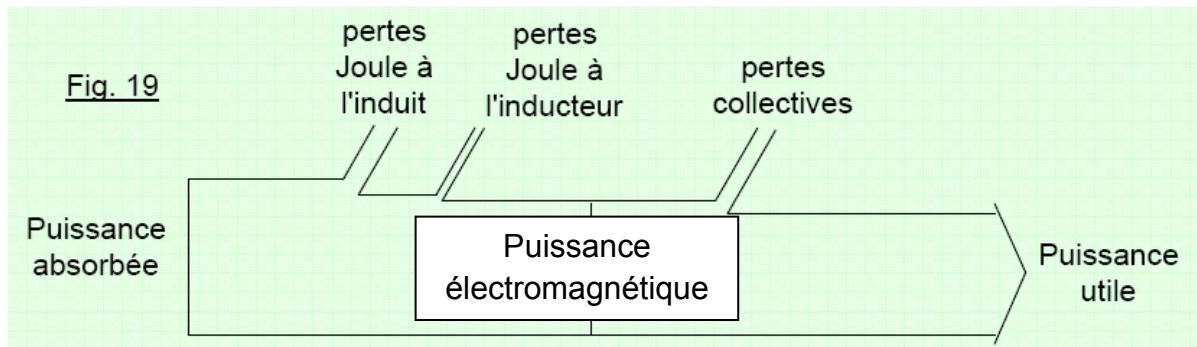 Fig. 19
pertes
Joule à
l'induit
pertes
Joule à
l'inducteur
pertes
collectives
Puissance
absorbée
Puissance
électromagnétique
Puissance
utile